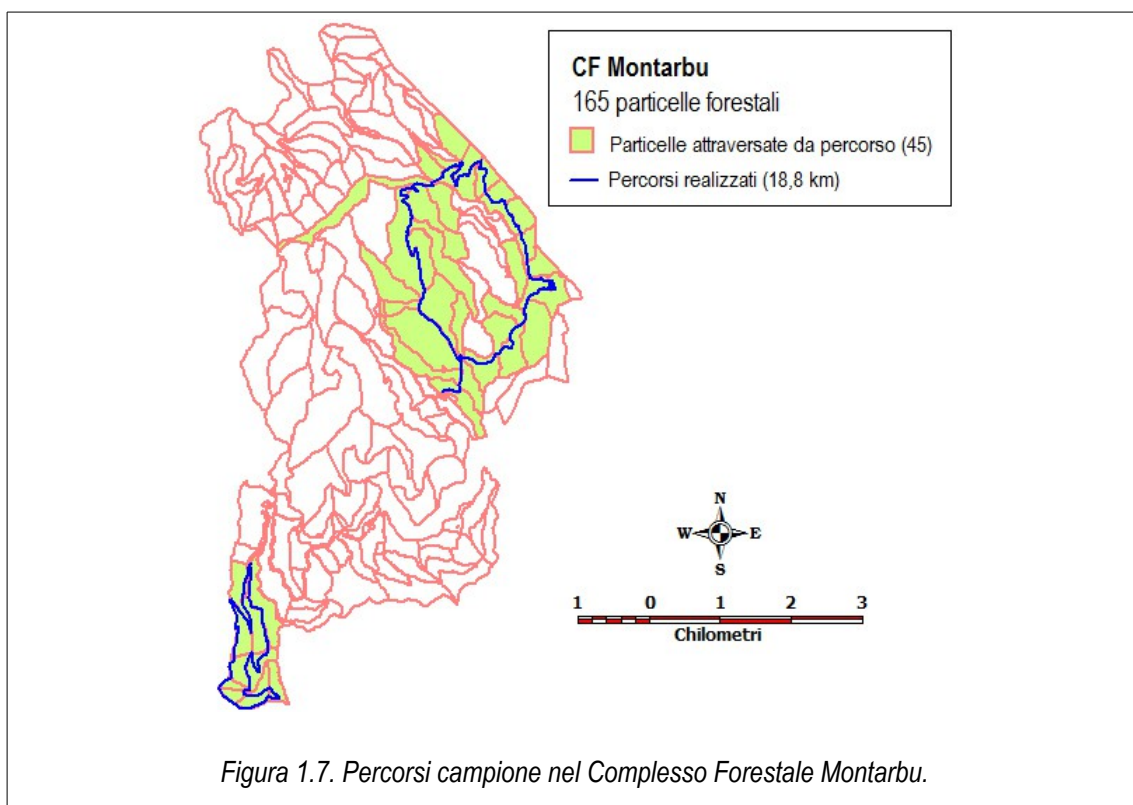 CF Montarbu
165 particelle forestali
Particelle attraversate da percorso (45)
Percorsi realizzati (18,8 km)
N
W E
S
1 0 1 2 3
Chilometri
Figura 1.7. Percorsi campione nel Complesso Forestale Montarbu.